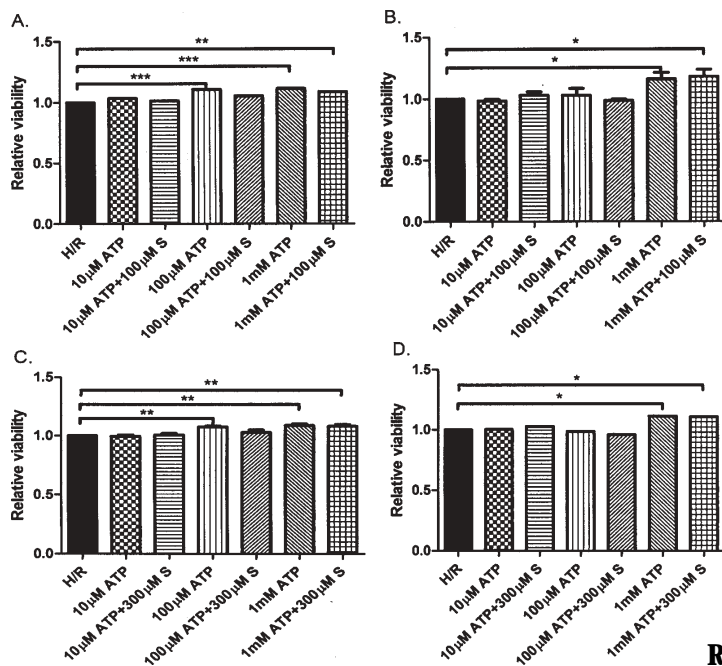 A.
Relative viability
1.5
1.0
0.5
0.0
**
***
***
H/R
10µM ATP
10µM ATP+100µM S
100µM ATP
100µM ATP+100µM S
1mM ATP
1mM ATP+100µM S
B.
Relative viability
1.5
1.0
0.5
0.0
*
*
H/R
10µM ATP
10µM ATP+100µM S
100µM ATP
100µM ATP+100µM S
1mM ATP
1mM ATP+100µM S
C.
Relative viability
1.5
1.0
0.5
0.0
**
**
**
H/R
10µM ATP
10µM ATP+300µM S
100µM ATP
100µM ATP+300µM S
1mM ATP
1mM ATP+300µM S
D.
Relative viability
1.5
1.0
0.5
0.0
*
*
H/R
10µM ATP
10µM ATP+300µM S
100µM ATP
100µM ATP+300µM S
1mM ATP
1mM ATP+300µM S
R